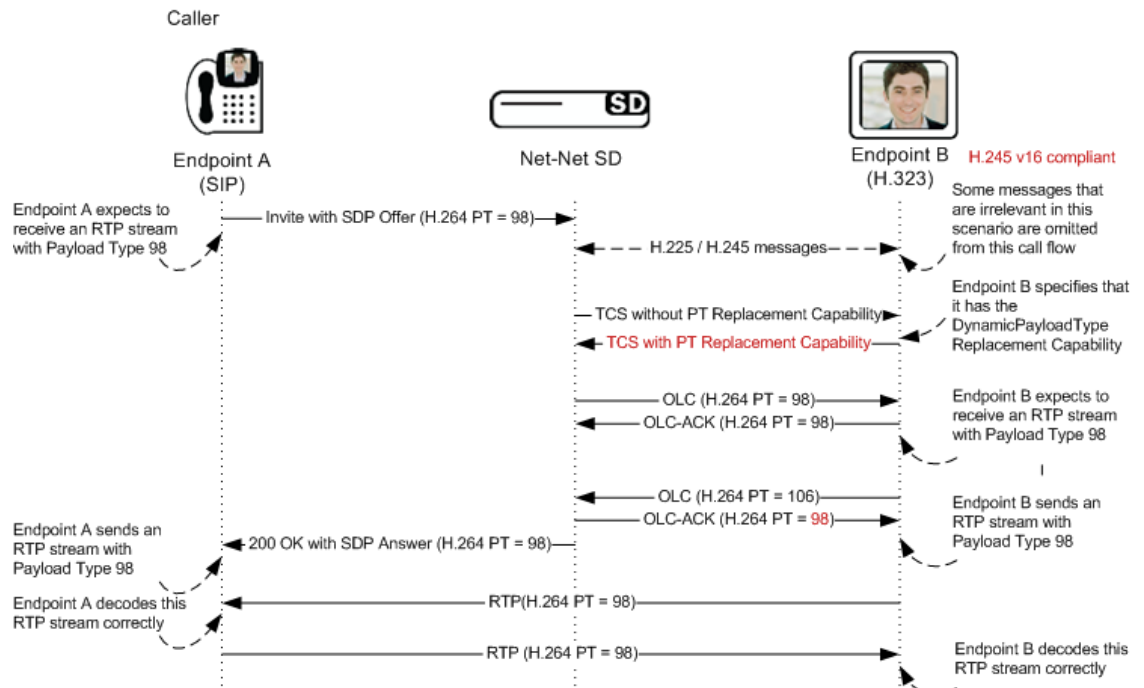 Caller
SD
Endpoint A
(SIP)
Net-Net SD
Endpoint B
(H.323)
H.245 v16 compliant
Endpoint A expects to
receive an RTP stream
with Payload Type 98
Invite with SDP Offer (H.264 PT = 98)
Some messages that
are irrelevant in this
scenario are omitted
from this call flow
H.225 / H.245 messages
Endpoint B specifies that
it has the
DynamicPayloadType
Replacement Capability
TCS without PT Replacement Capability
TCS with PT Replacement Capability
OLC (H.264 PT = 98)
OLC-ACK (H.264 PT = 98)
Endpoint B expects to
receive an RTP stream
with Payload Type 98
OLC (H.264 PT = 106)
OLC-ACK (H.264 PT = 98)
Endpoint B sends an
RTP stream with
Payload Type 98
Endpoint A sends an
RTP stream with
Payload Type 98
200 OK with SDP Answer (H.264 PT = 98)
Endpoint A decodes this
RTP stream correctly
RTP(H.264 PT = 98)
RTP (H.264 PT = 98)
Endpoint B decodes this
RTP stream correctly